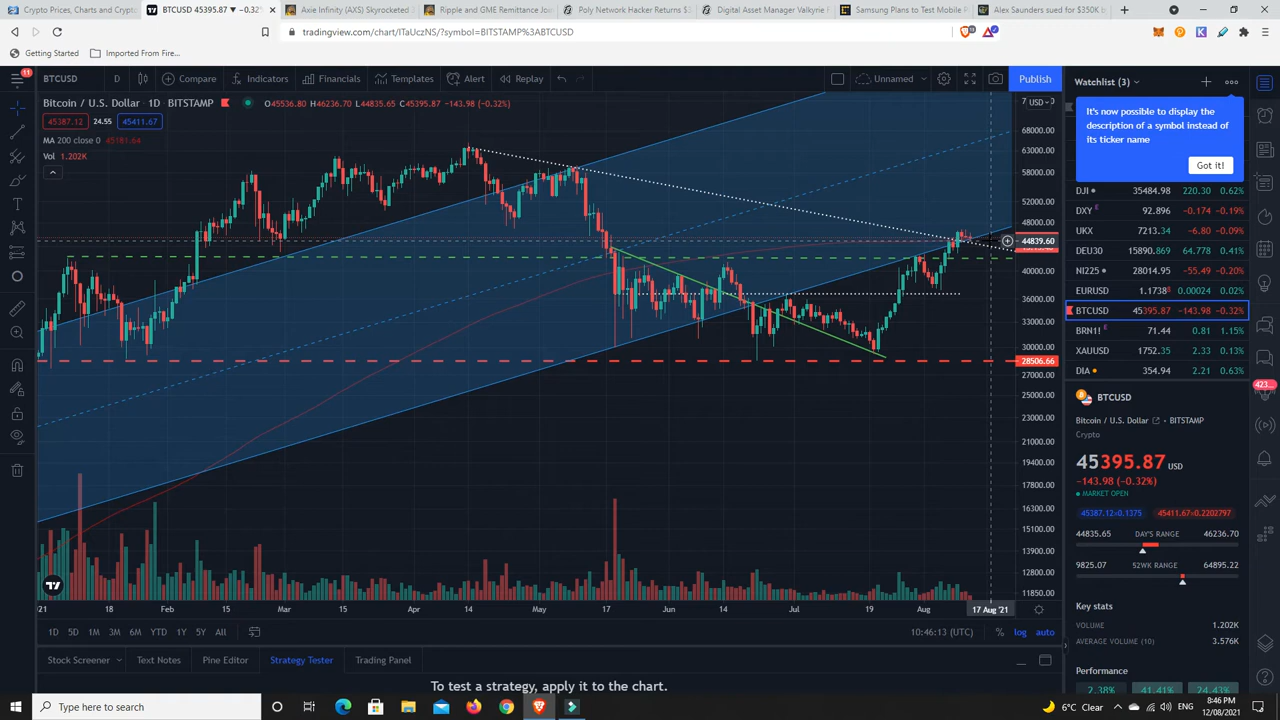 Crypto Prices, Charts and Crypto
BTCUSD 45395.87 ▼ −0.32%
Axie Infinity (AXS) Skyrocketed
Ripple and GME Remittance Joi
Poly Network Hacker Returns $3
Digital Asset Manager Valkyrie F
Samsung Plans to Test Mobile P
Alex Saunders sued for $350K b
tradingview.com/chart/ITaUczNS/?symbol=BITSTAMP%3ABTCUSD
Getting Started
Imported From Firef...
11
BTCUSD
D
Compare
Indicators
Financials
Templates
Alert
Replay
Unnamed
Publish
Watchlist (3)
Bitcoin / U.S. Dollar · 1D · BITSTAMP
O45536.80 H46236.70 L44835.65 C45395.87 −143.98 (−0.32%)
45387.12
24.55
45411.67
MA 200 close 0 45181.64
Vol 1.202K
USD
68000.00
63000.00
58000.00
52000.00
48000.00
44839.60
40000.00
36000.00
33000.00
30000.00
28506.66
27000.00
25000.00
23000.00
21000.00
19400.00
17800.00
16300.00
15100.00
13900.00
12800.00
11850.00
It's now possible to display the
description of a symbol instead of
its ticker name
Got it!
DJI 35484.98 220.30 0.62%
DXY 92.896 −0.174 −0.19%
UKX 7213.34 −6.80 −0.09%
DEU30 15890.869 64.778 0.41%
NI225 28014.95 −55.49 −0.20%
EURUSD 1.17388 0.00024 0.02%
BTCUSD 45395.87 −143.98 −0.32%
BRN1! 71.44 0.81 1.15%
XAUUSD 1752.35 2.33 0.13%
DIA 354.94 2.21 0.63%
423
BTCUSD
Bitcoin / U.S. Dollar · BITSTAMP
Crypto
45395.87 USD
−143.98 (−0.32%)
MARKET OPEN
45387.12×0.1375
45411.67×0.2202797
44835.65 DAY'S RANGE 46236.70
9825.07 52WK RANGE 64895.22
Key stats
VOLUME 1.202K
AVERAGE VOLUME (10) 3.576K
Performance
2.38% 41.41% 24.43%
18 Feb 15 Mar 15 Apr 14 May 17 Jun 14 Jul 19 Aug 17 Aug '21
1D 5D 1M 3M 6M YTD 1Y 5Y All
10:46:13 (UTC)
% log auto
Stock Screener
Text Notes
Pine Editor
Strategy Tester
Trading Panel
To test a strategy, apply it to the chart.
Type here to search
6°C Clear
8:46 PM
12/08/2021